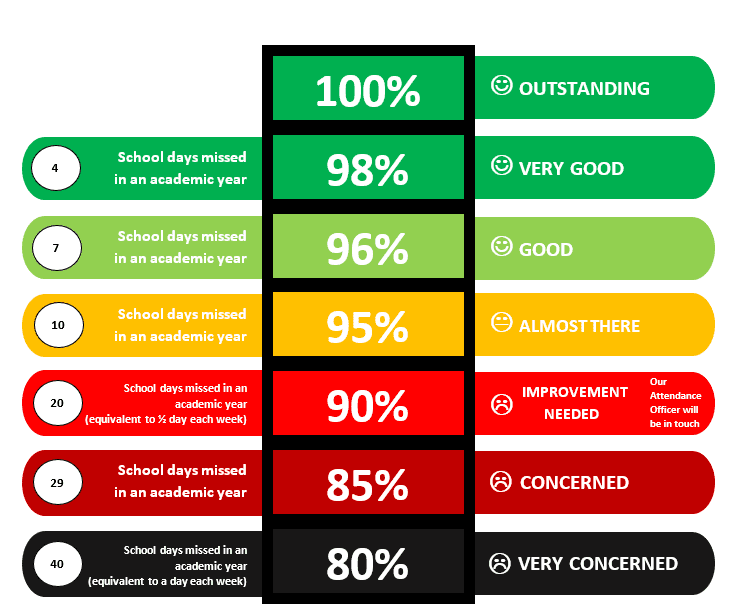 100%
OUTSTANDING
4
School days missed
in an academic year
98%
VERY GOOD
7
School days missed
in an academic year
96%
GOOD
10
School days missed
in an academic year
95%
ALMOST THERE
20
School days missed in an
academic year
(equivalent to ½ day each week)
90%
IMPROVEMENT
NEEDED
Our
Attendance
Officer will
be in touch
29
School days missed
in an academic year
85%
CONCERNED
40
School days missed in an
academic year
(equivalent to a day each week)
80%
VERY CONCERNED